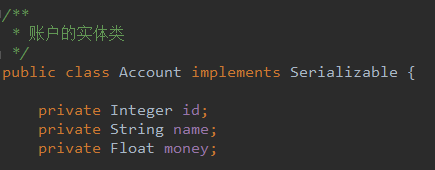 /**
* 账户的实体类
*/
public class Account implements Serializable {
private Integer id;
private String name;
private Float money;